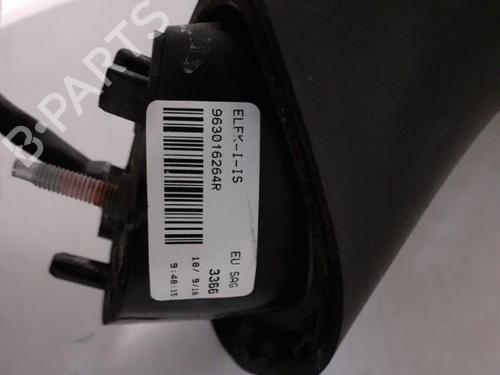 ELEK-I-IS
963016264R
EU SAG
3366
18/ 9/16
9:48:15
B-PARTS